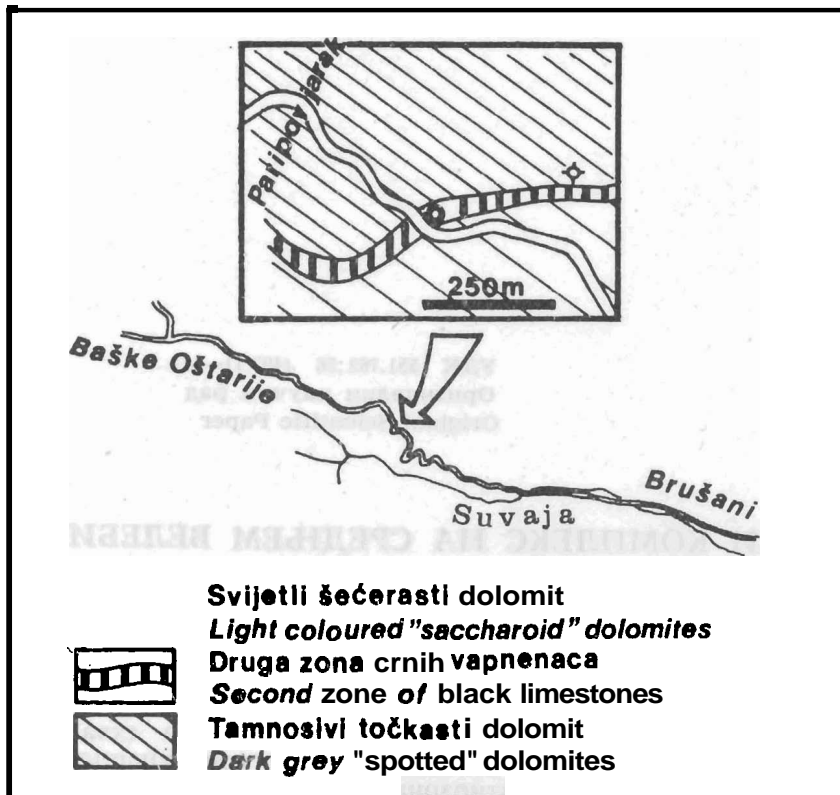 Paripov jarak
250m
Baške Oštarije
Brušani
Suvaja
Svijetli šećerasti dolomit
Light coloured "saccharoid" dolomites
Druga zona crnih vapnenaca
Second zone of black limestones
Tamnosivi točkasti dolomit
Dark grey "spotted" dolomites